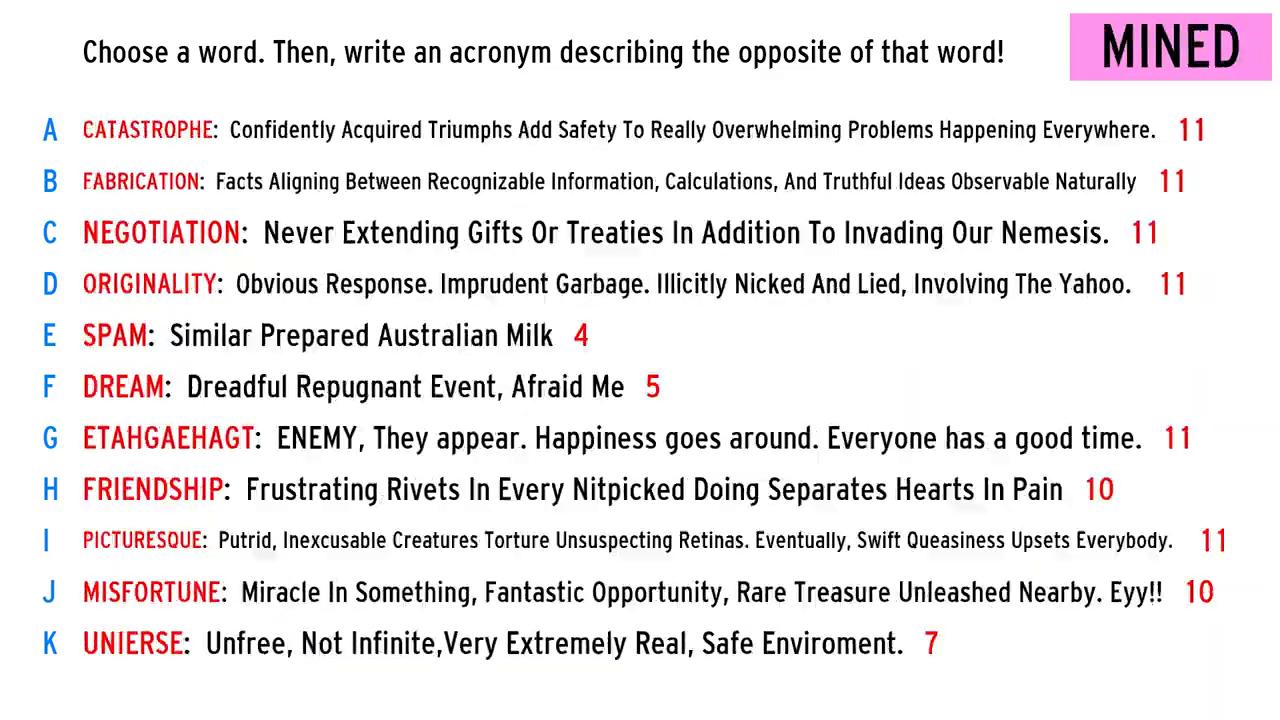 Choose a word. Then, write an acronym describing the opposite of that word! MINED
A CATASTROPHE: Confidently Acquired Triumphs Add Safety To Really Overwhelming Problems Happening Everywhere. 11
B FABRICATION: Facts Aligning Between Recognizable Information, Calculations, And Truthful Ideas Observable Naturally 11
C NEGOTIATION: Never Extending Gifts Or Treaties In Addition To Invading Our Nemesis. 11
D ORIGINALITY: Obvious Response. Imprudent Garbage. Illicitly Nicked And Lied, Involving The Yahoo. 11
E SPAM: Similar Prepared Australian Milk 4
F DREAM: Dreadful Repugnant Event, Afraid Me 5
G ETAHGAEHAGT: ENEMY, They appear. Happiness goes around. Everyone has a good time. 11
H FRIENDSHIP: Frustrating Rivets In Every Nitpicked Doing Separates Hearts In Pain 10
I PICTURESQUE: Putrid, Inexcusable Creatures Torture Unsuspecting Retinas. Eventually, Swift Queasiness Upsets Everybody. 11
J MISFORTUNE: Miracle In Something, Fantastic Opportunity, Rare Treasure Unleashed Nearby. Eyy!! 10
K UNIERSE: Unfree, Not Infinite,Very Extremely Real, Safe Enviroment. 7